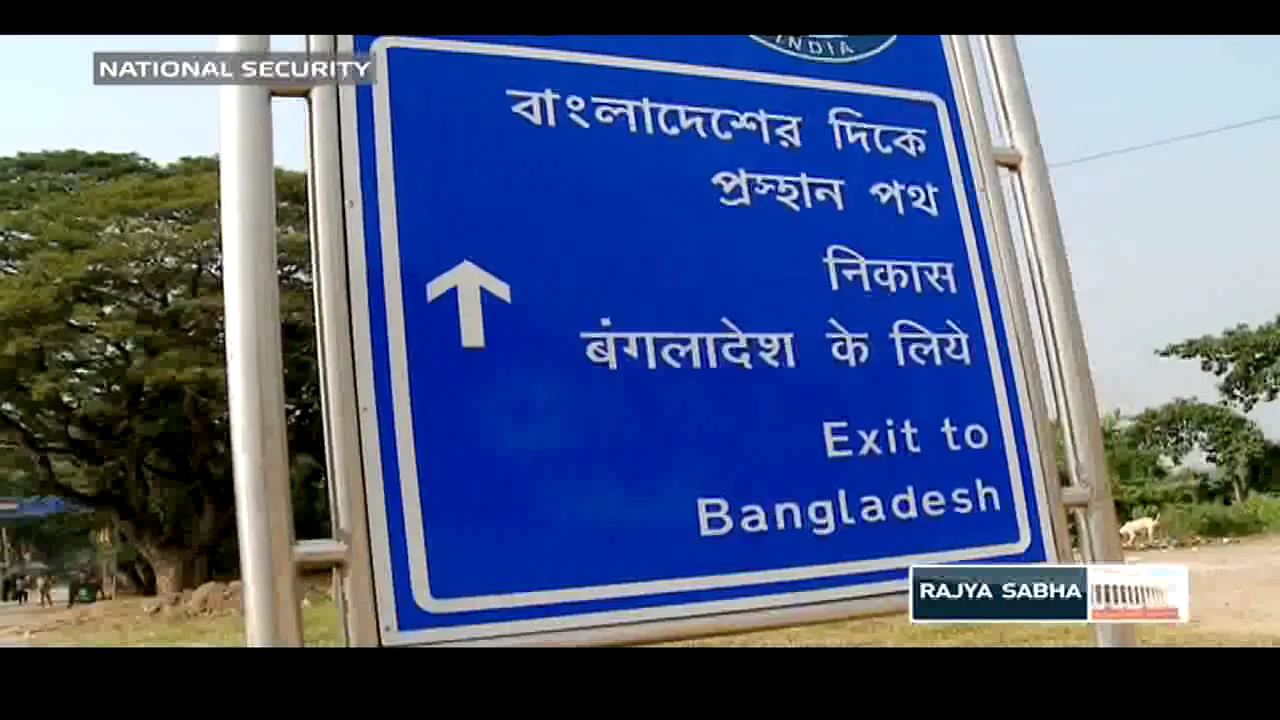 INDIA
NATIONAL SECURITY
বাংলাদেশের দিকে
প্রস্হান পথ
निकास
बंगलादेश के लिये
Exit to
Bangladesh
RAJYA SABHA